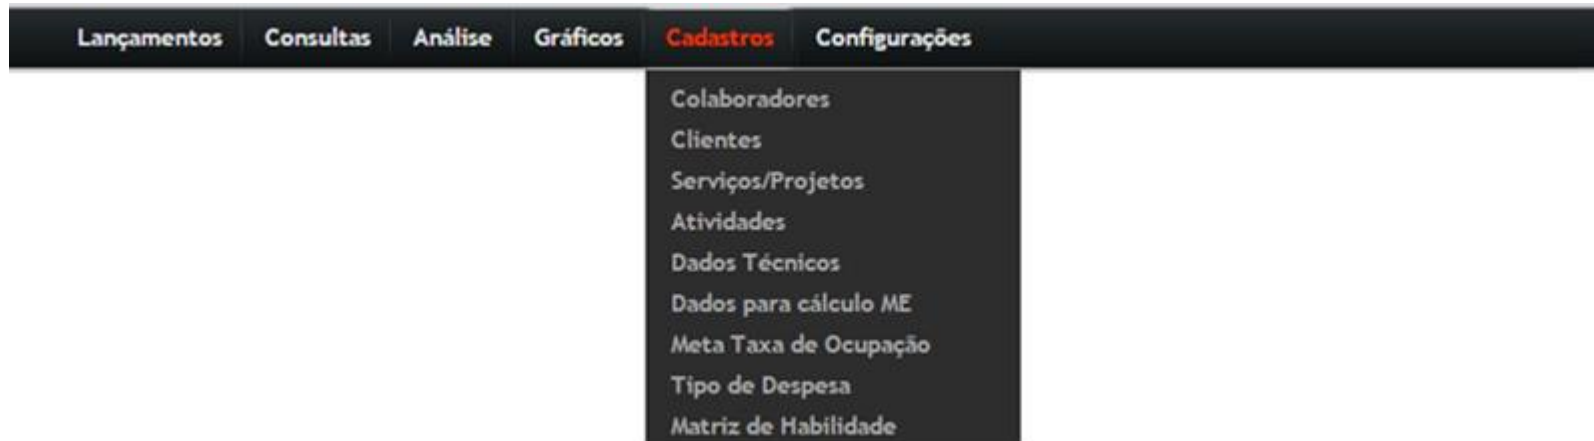 Lançamentos Consultas Análise Gráficos Cadastros Configurações
Colaboradores
Clientes
Serviços/Projetos
Atividades
Dados Técnicos
Dados para cálculo ME
Meta Taxa de Ocupação
Tipo de Despesa
Matriz de Habilidade